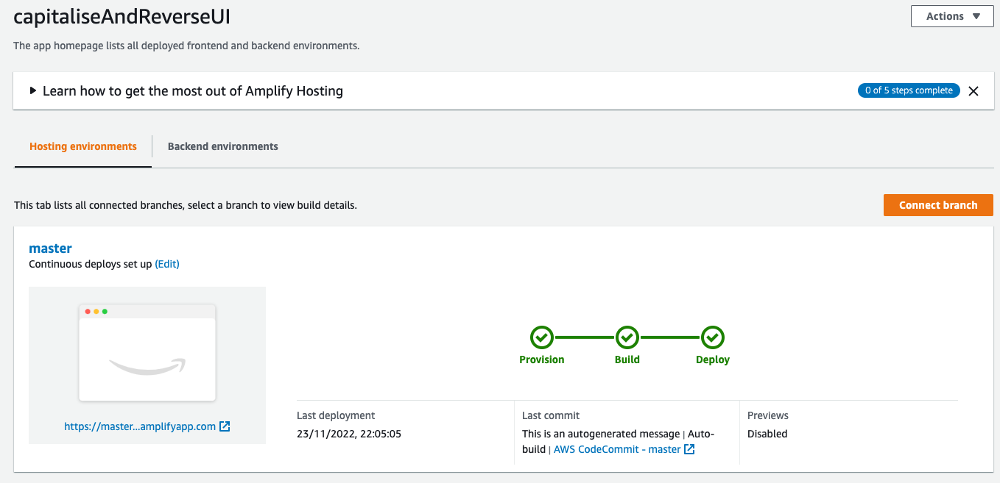 capitaliseAndReverseUI
Actions
The app homepage lists all deployed frontend and backend environments.
Learn how to get the most out of Amplify Hosting
0 of 5 steps complete
Hosting environments
Backend environments
This tab lists all connected branches, select a branch to view build details.
Connect branch
master
Continuous deploys set up (Edit)
Provision
Build
Deploy
https://master...amplifyapp.com
Last deployment
23/11/2022, 22:05:05
Last commit
This is an autogenerated message | Auto-
build | AWS CodeCommit - master
Previews
Disabled